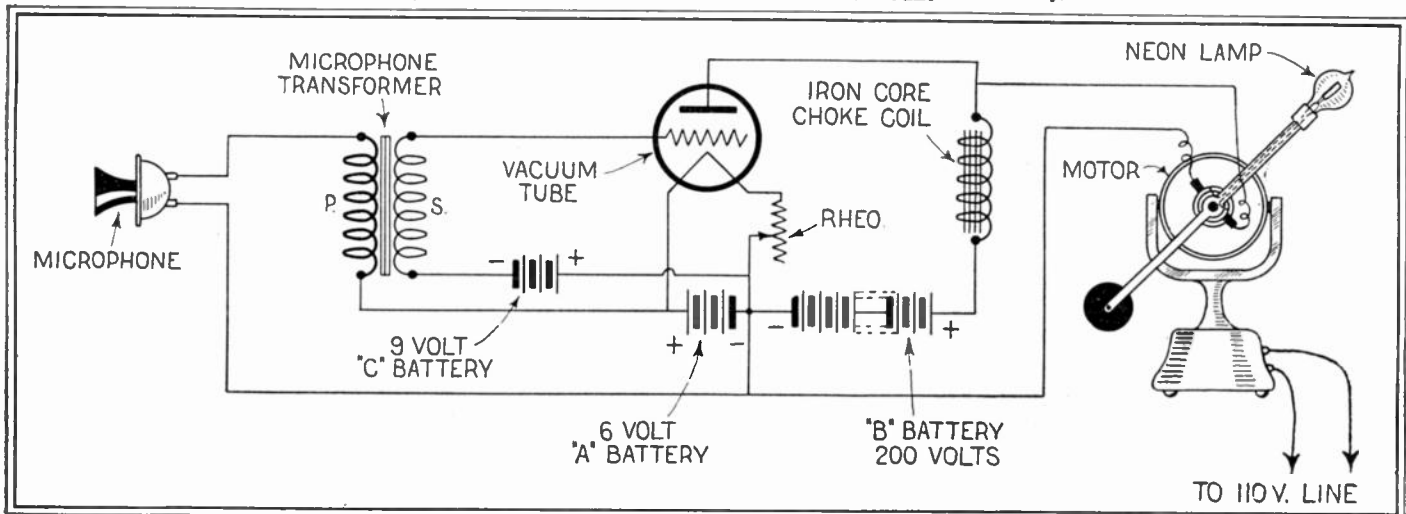 MICROPHONE
TRANSFORMER
NEON LAMP
IRON CORE
CHOKE COIL
VACUUM
TUBE
MOTOR
P.
S.
RHEO.
MICROPHONE
- +
9 VOLT
"C" BATTERY
+ -
6 VOLT
"A" BATTERY
- +
"B" BATTERY
200 VOLTS
TO 110 V. LINE